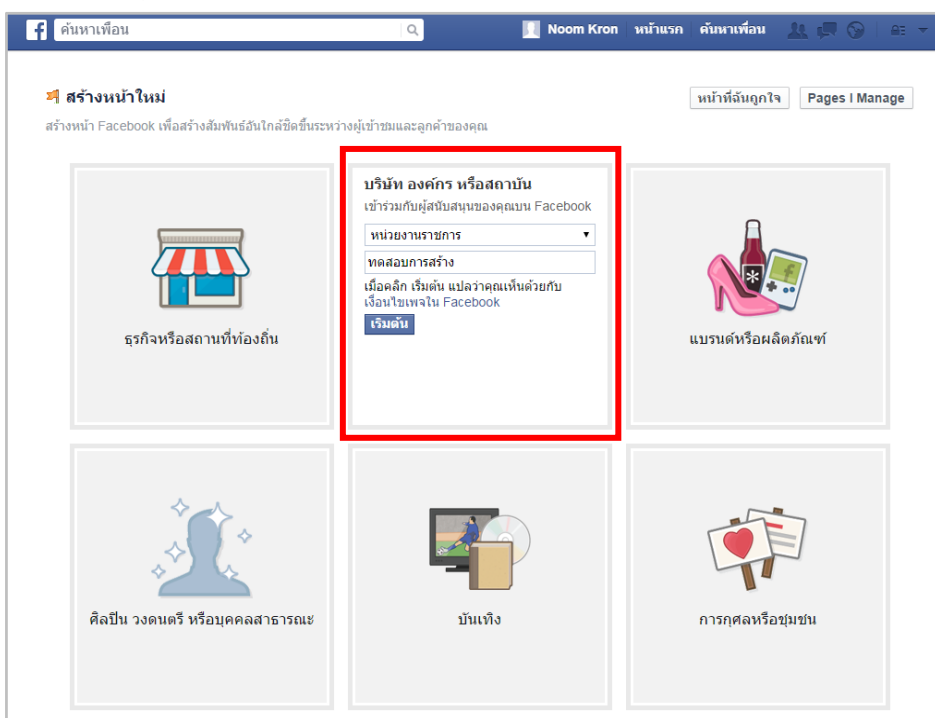 f
ค้นหาเพื่อน
Noom Kron หน้าแรก ค้นหาเพื่อน
สร้างหน้าใหม่
หน้าที่ฉันถูกใจ
Pages I Manage
สร้างหน้า Facebook เพื่อสร้างสัมพันธ์อันใกล้ชิดขึ้นระหว่างผู้เข้าชมและลูกค้าของคุณ
ธุรกิจหรือสถานที่ท้องถิ่น
บริษัท องค์กร หรือสถาบัน
เข้าร่วมกับผู้สนับสนุนของคุณบน Facebook
หน่วยงานราชการ
ทดสอบการสร้าง
เมื่อคลิก เริ่มต้น แปลว่าคุณเห็นด้วยกับ
เงื่อนไขเพจใน Facebook
เริ่มต้น
แบรนด์หรือผลิตภัณฑ์
ศิลปิน วงดนตรี หรือบุคคลสาธารณะ
บันเทิง
การกุศลหรือชุมชน